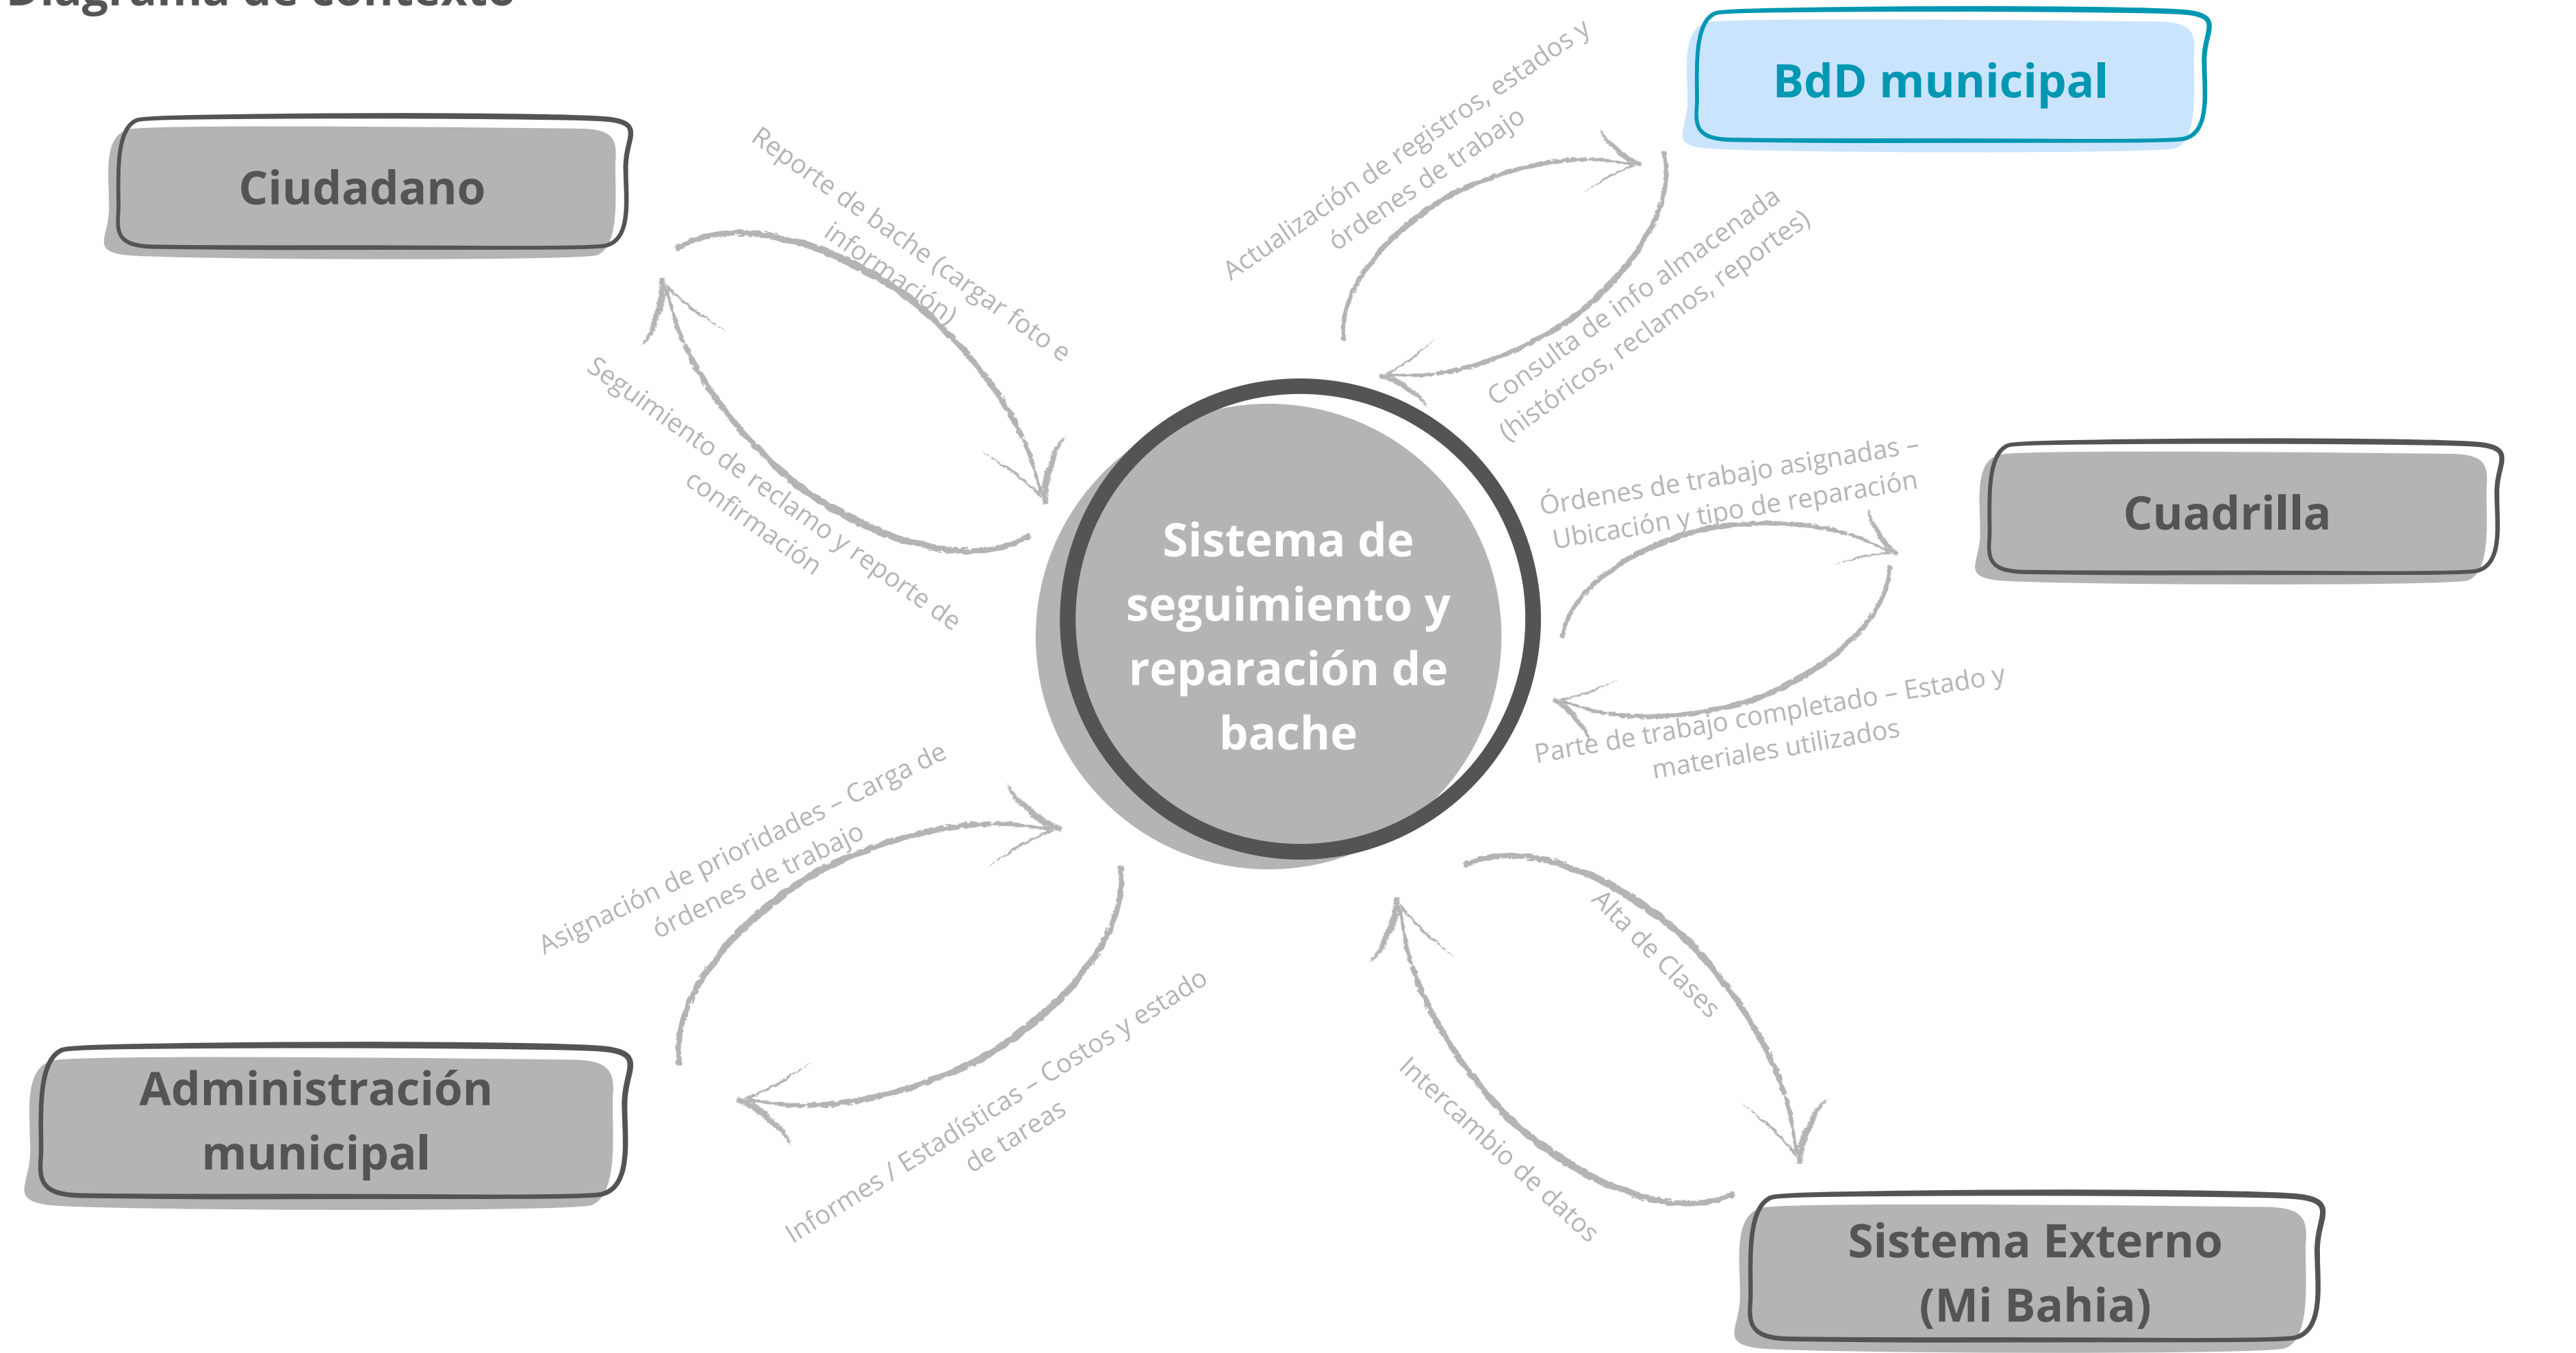 Diagrama de contexto
BdD municipal
Ciudadano
Actualización de registros, estados y
órdenes de trabajo
Reporte de bache (cargar foto e
información)
Consulta de info almacenada
(históricos, reclamos, reportes)
Seguimiento de reclamo y reporte de
confirmación
Órdenes de trabajo asignadas –
Ubicación y tipo de reparación
Cuadrilla
Sistema de
seguimiento y
reparación de
bache
Parte de trabajo completado – Estado y
materiales utilizados
Asignación de prioridades – Carga de
órdenes de trabajo
Alta de Clases
Informes / Estadísticas – Costos y estado
de tareas
Intercambio de datos
Administración
municipal
Sistema Externo
(Mi Bahia)